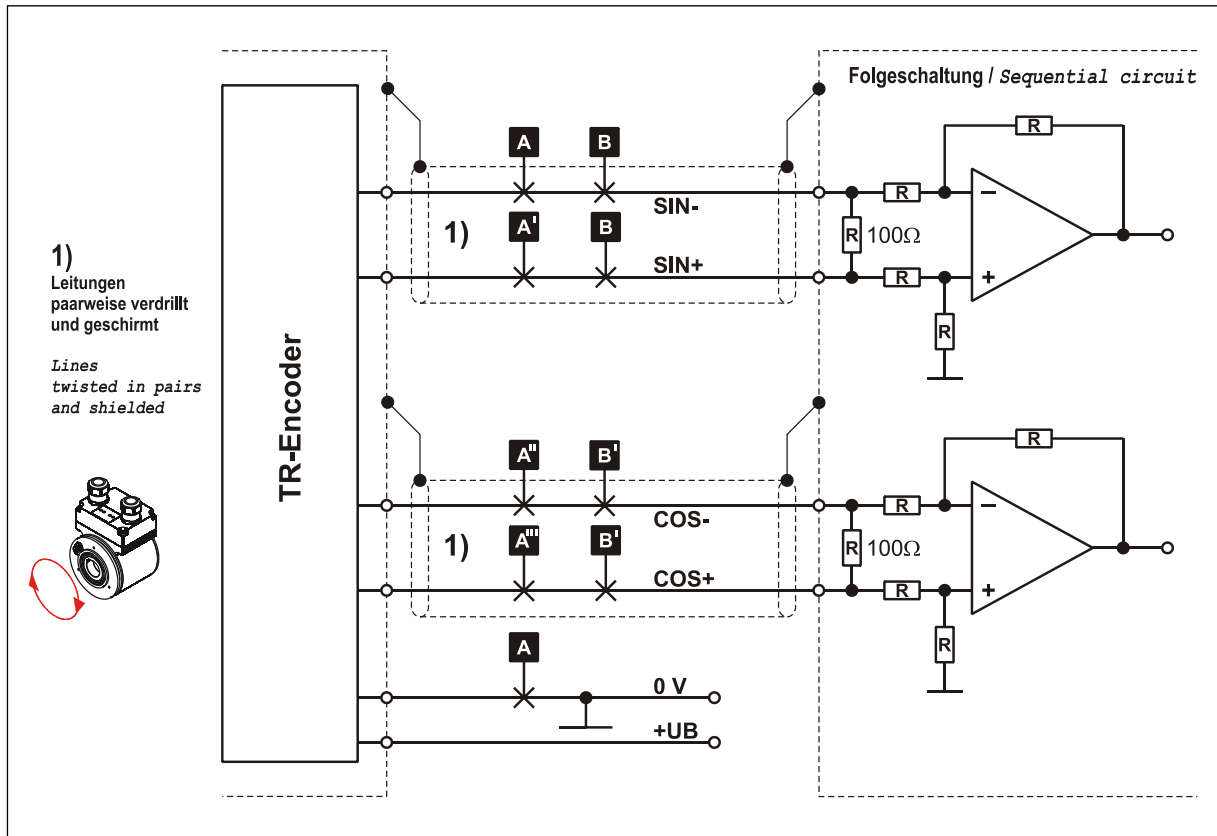 Folgeschaltung / Sequential circuit
A B R
SIN- R
1) R 100Ω
A' B
SIN+ R
R
1)
Leitungen
paarweise verdrillt
und geschirmt
Lines
twisted in pairs
and shielded
TR-Encoder
A'' B' R
COS- R
1) R 100Ω
A''' B'
COS+ R
R
A
0 V
+UB